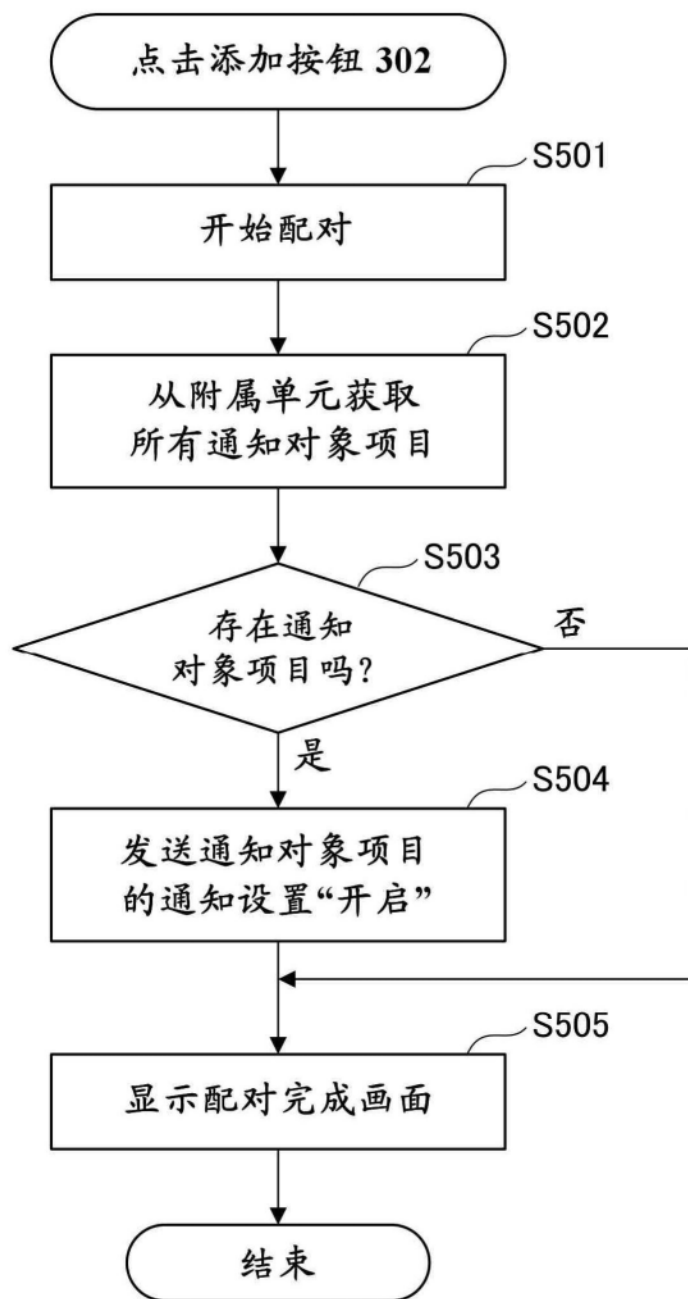 点击添加按钮 302
S501
开始配对
S502
从附属单元获取
所有通知对象项目
S503
存在通知
对象项目吗?
否
是
S504
发送通知对象项目
的通知设置“开启”
S505
显示配对完成画面
结束